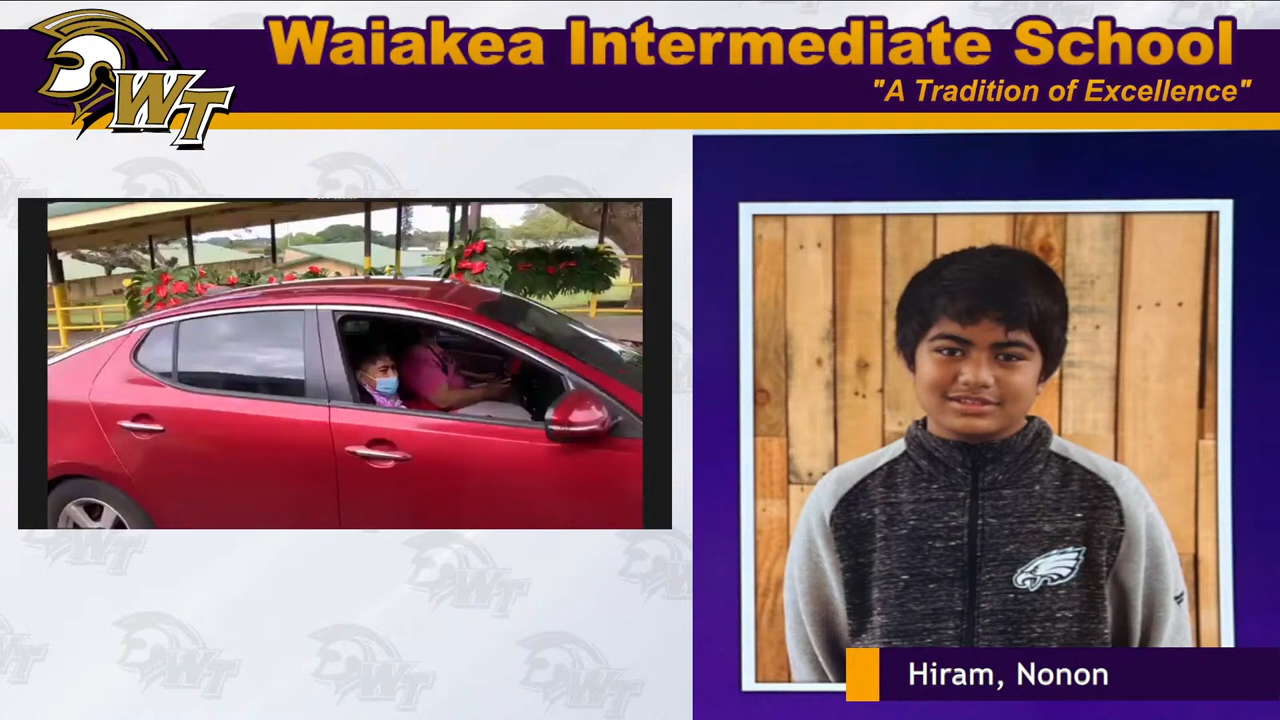 Waiakea Intermediate School
"A Tradition of Excellence"
WT
Hiram, Nonon